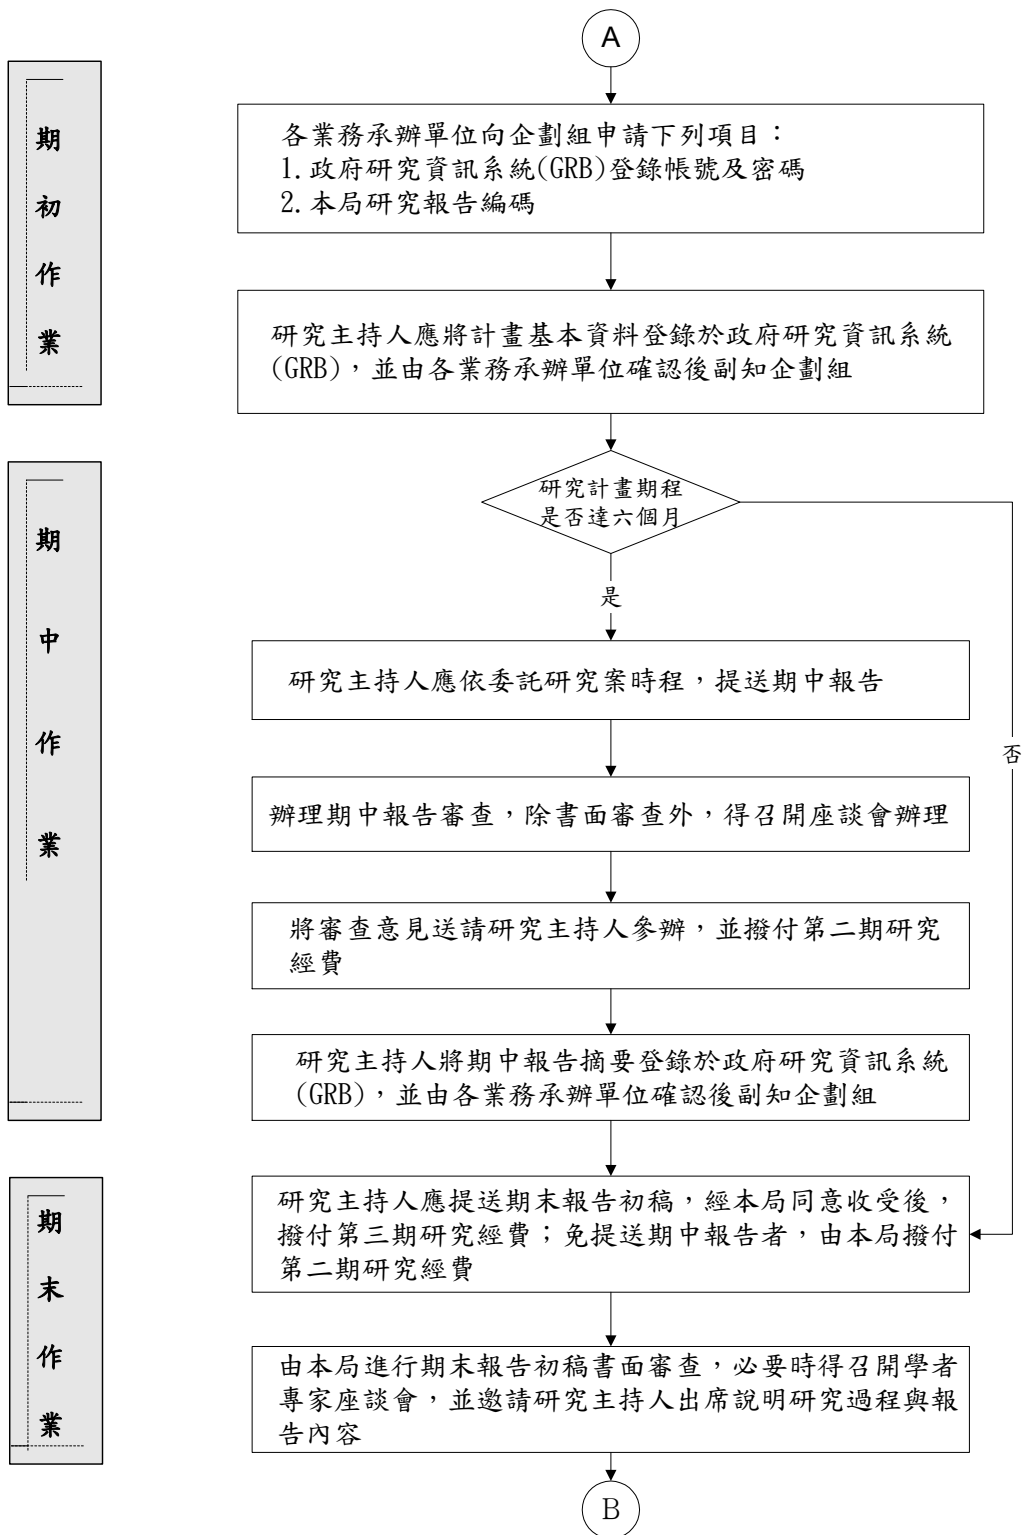 A
期初作業
各業務承辦單位向企劃組申請下列項目：
1.政府研究資訊系統(GRB)登錄帳號及密碼
2.本局研究報告編碼
研究主持人應將計畫基本資料登錄於政府研究資訊系統
(GRB)，並由各業務承辦單位確認後副知企劃組
期中作業
研究計畫期程
是否達六個月
是
否
研究主持人應依委託研究案時程，提送期中報告
辦理期中報告審查，除書面審查外，得召開座談會辦理
將審查意見送請研究主持人參辦，並撥付第二期研究
經費
研究主持人將期中報告摘要登錄於政府研究資訊系統
(GRB)，並由各業務承辦單位確認後副知企劃組
期末作業
研究主持人應提送期末報告初稿，經本局同意收受後，
撥付第三期研究經費；免提送期中報告者，由本局撥付
第二期研究經費
由本局進行期末報告初稿書面審查，必要時得召開學者
專家座談會，並邀請研究主持人出席說明研究過程與報
告內容
B